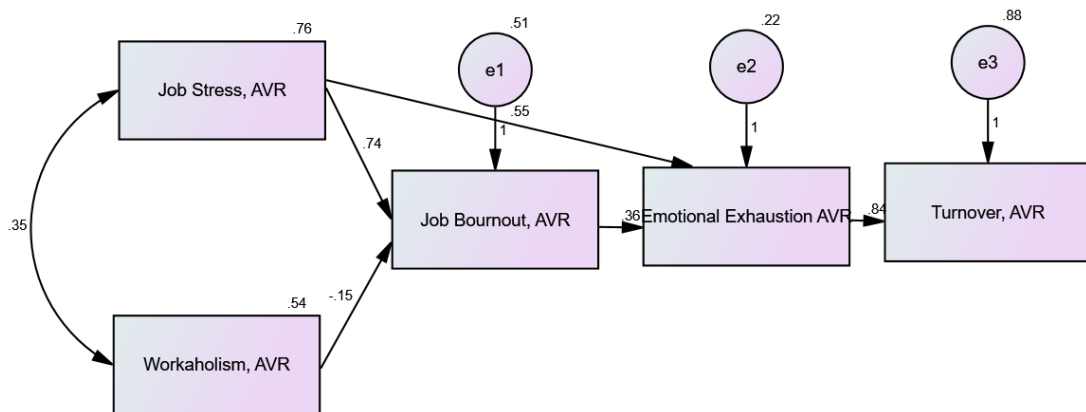 .76
Job Stress, AVR
.51
e1
.22
e2
.88
e3
.55
1
1
1
.74
.35
Job Bournout, AVR
.36
Emotional Exhaustion AVR
.84
Turnover, AVR
-.15
.54
Workaholism, AVR